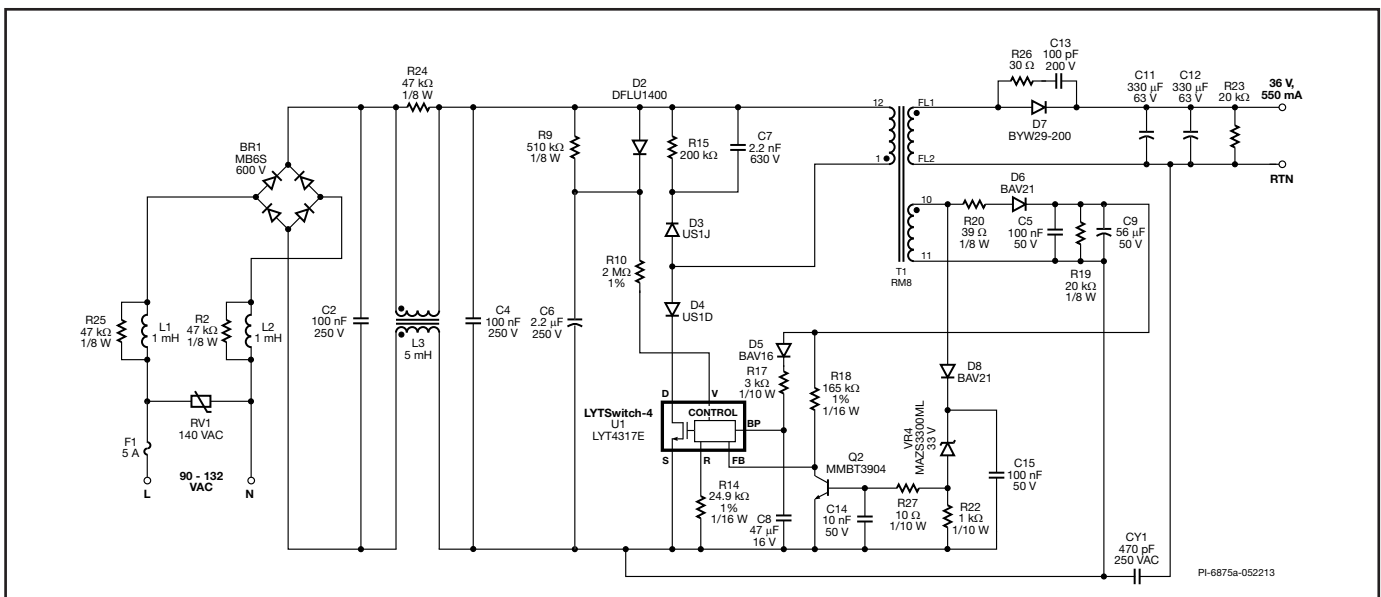 R24
47 kΩ
1/8 W
BR1
MB6S
600 V
R25
47 kΩ
1/8 W
L1
1 mH
R2
47 kΩ
1/8 W
L2
1 mH
RV1
140 VAC
F1
5 A
90 - 132
VAC
L
N
C2
100 nF
250 V
L3
5 mH
C4
100 nF
250 V
R9
510 kΩ
1/8 W
C6
2.2 µF
250 V
D2
DFLU1400
R15
200 kΩ
C7
2.2 nF
630 V
D3
US1J
R10
2 MΩ
1%
D4
US1D
D
V
LYTSwitch-4
U1
LYT4317E
CONTROL
BP
S
R
FB
R14
24.9 kΩ
1%
1/16 W
D5
BAV16
R17
3 kΩ
1/10 W
C8
47 µF
16 V
R18
165 kΩ
1%
1/16 W
Q2
MMBT3904
C14
10 nF
50 V
R27
10 Ω
1/10 W
VR4
MAZS3300ML
33 V
R22
1 kΩ
1/10 W
D8
BAV21
C15
100 nF
50 V
12
1
FL1
FL2
10
11
T1
RM8
R26
30 Ω
C13
100 pF
200 V
D7
BYW29-200
C11
330 µF
63 V
C12
330 µF
63 V
R23
20 kΩ
36 V,
550 mA
RTN
D6
BAV21
R20
39 Ω
1/8 W
C5
100 nF
50 V
R19
20 kΩ
1/8 W
C9
56 µF
50 V
CY1
470 pF
250 VAC
PI-6875a-052213